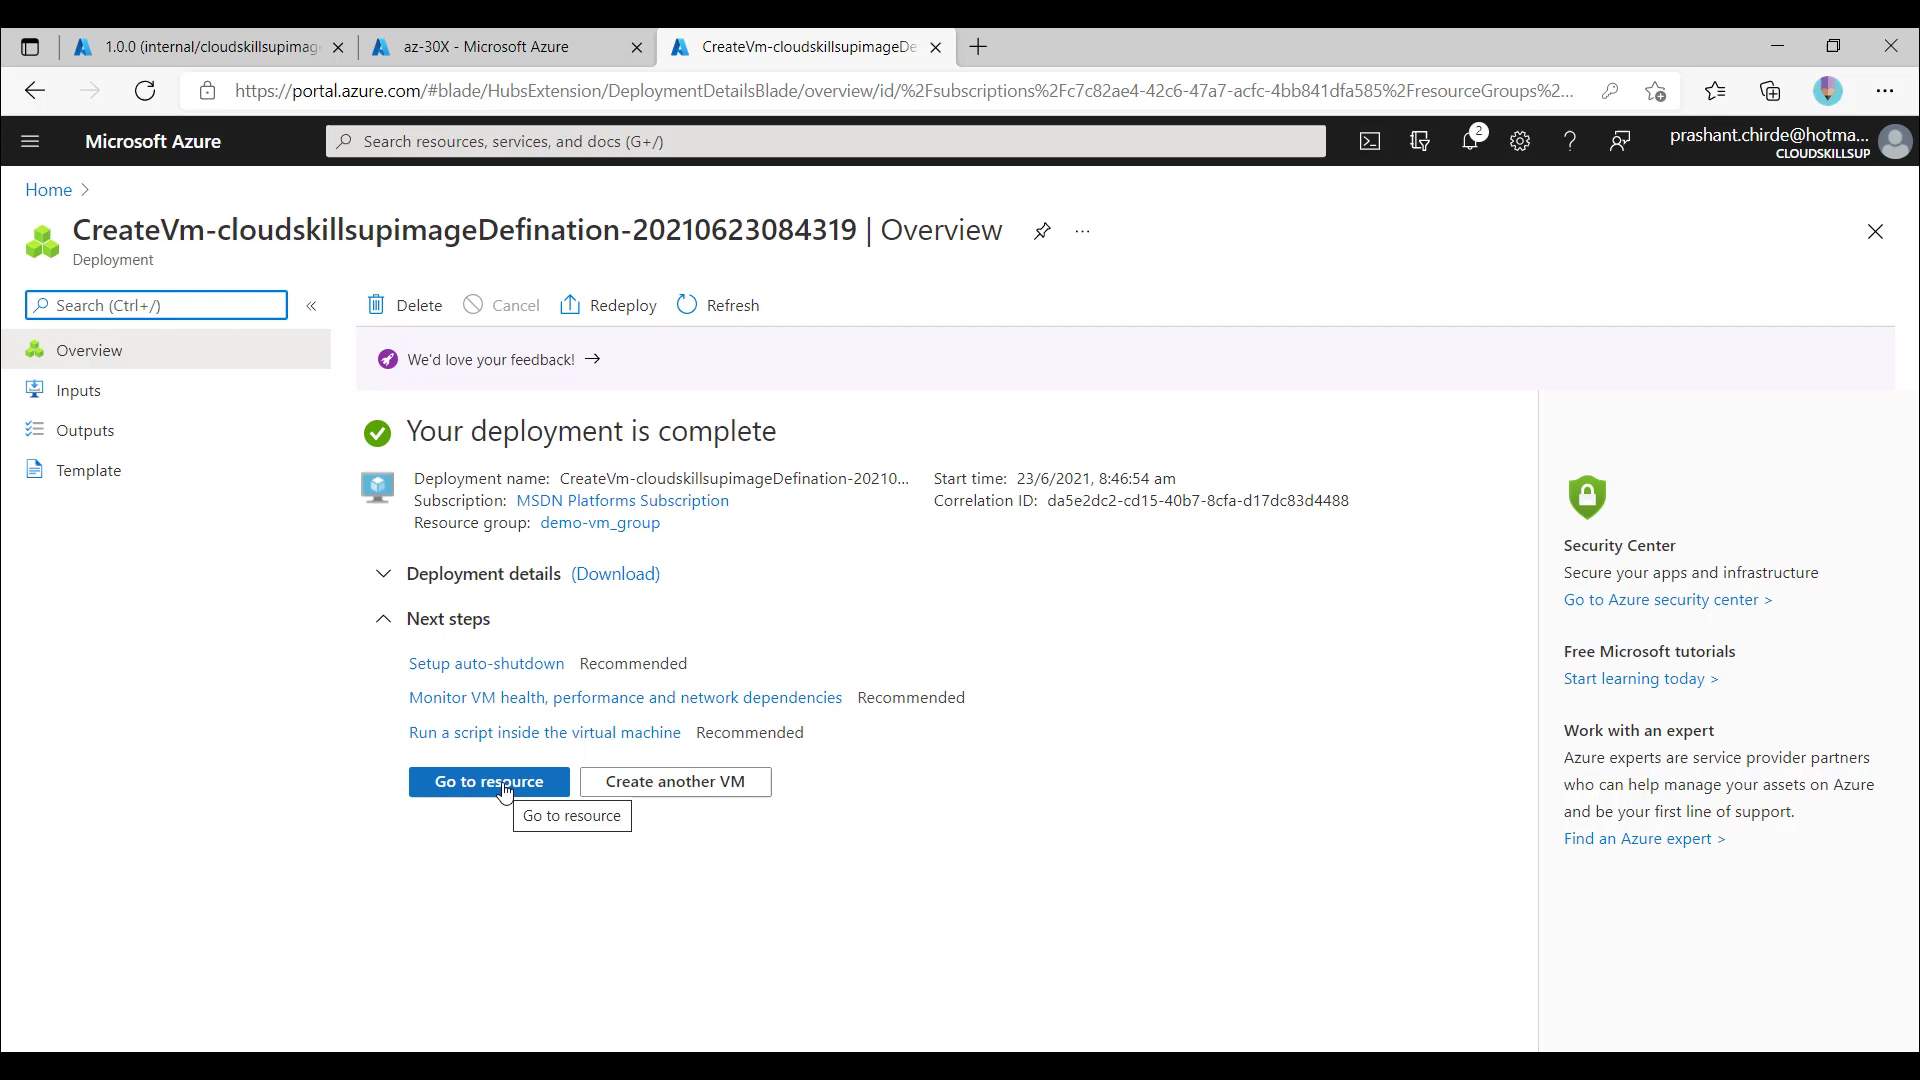 1.0.0 (internal/cloudskillsupimag
az-30X - Microsoft Azure
CreateVm-cloudskillsupimageDe
https://portal.azure.com/#blade/HubsExtension/DeploymentDetailsBlade/overview/id/%2Fsubscriptions%2Fc7c82ae4-42c6-47a7-acfc-4bb841dfa585%2FresourceGroups%2...
Microsoft Azure
Search resources, services, and docs (G+/)
2
prashant.chirde@hotma...
CLOUDSKILLSUP
Home
CreateVm-cloudskillsupimageDefination-20210623084319 | Overview
Deployment
Search (Ctrl+/)
Delete
Cancel
Redeploy
Refresh
Overview
Inputs
Outputs
Template
We'd love your feedback!
Your deployment is complete
Deployment name: CreateVm-cloudskillsupimageDefination-20210...
Subscription: MSDN Platforms Subscription
Resource group: demo-vm_group
Start time: 23/6/2021, 8:46:54 am
Correlation ID: da5e2dc2-cd15-40b7-8cfa-d17dc83d4488
Deployment details (Download)
Next steps
Setup auto-shutdown Recommended
Monitor VM health, performance and network dependencies Recommended
Run a script inside the virtual machine Recommended
Go to resource
Create another VM
Go to resource
Security Center
Secure your apps and infrastructure
Go to Azure security center >
Free Microsoft tutorials
Start learning today >
Work with an expert
Azure experts are service provider partners
who can help manage your assets on Azure
and be your first line of support.
Find an Azure expert >